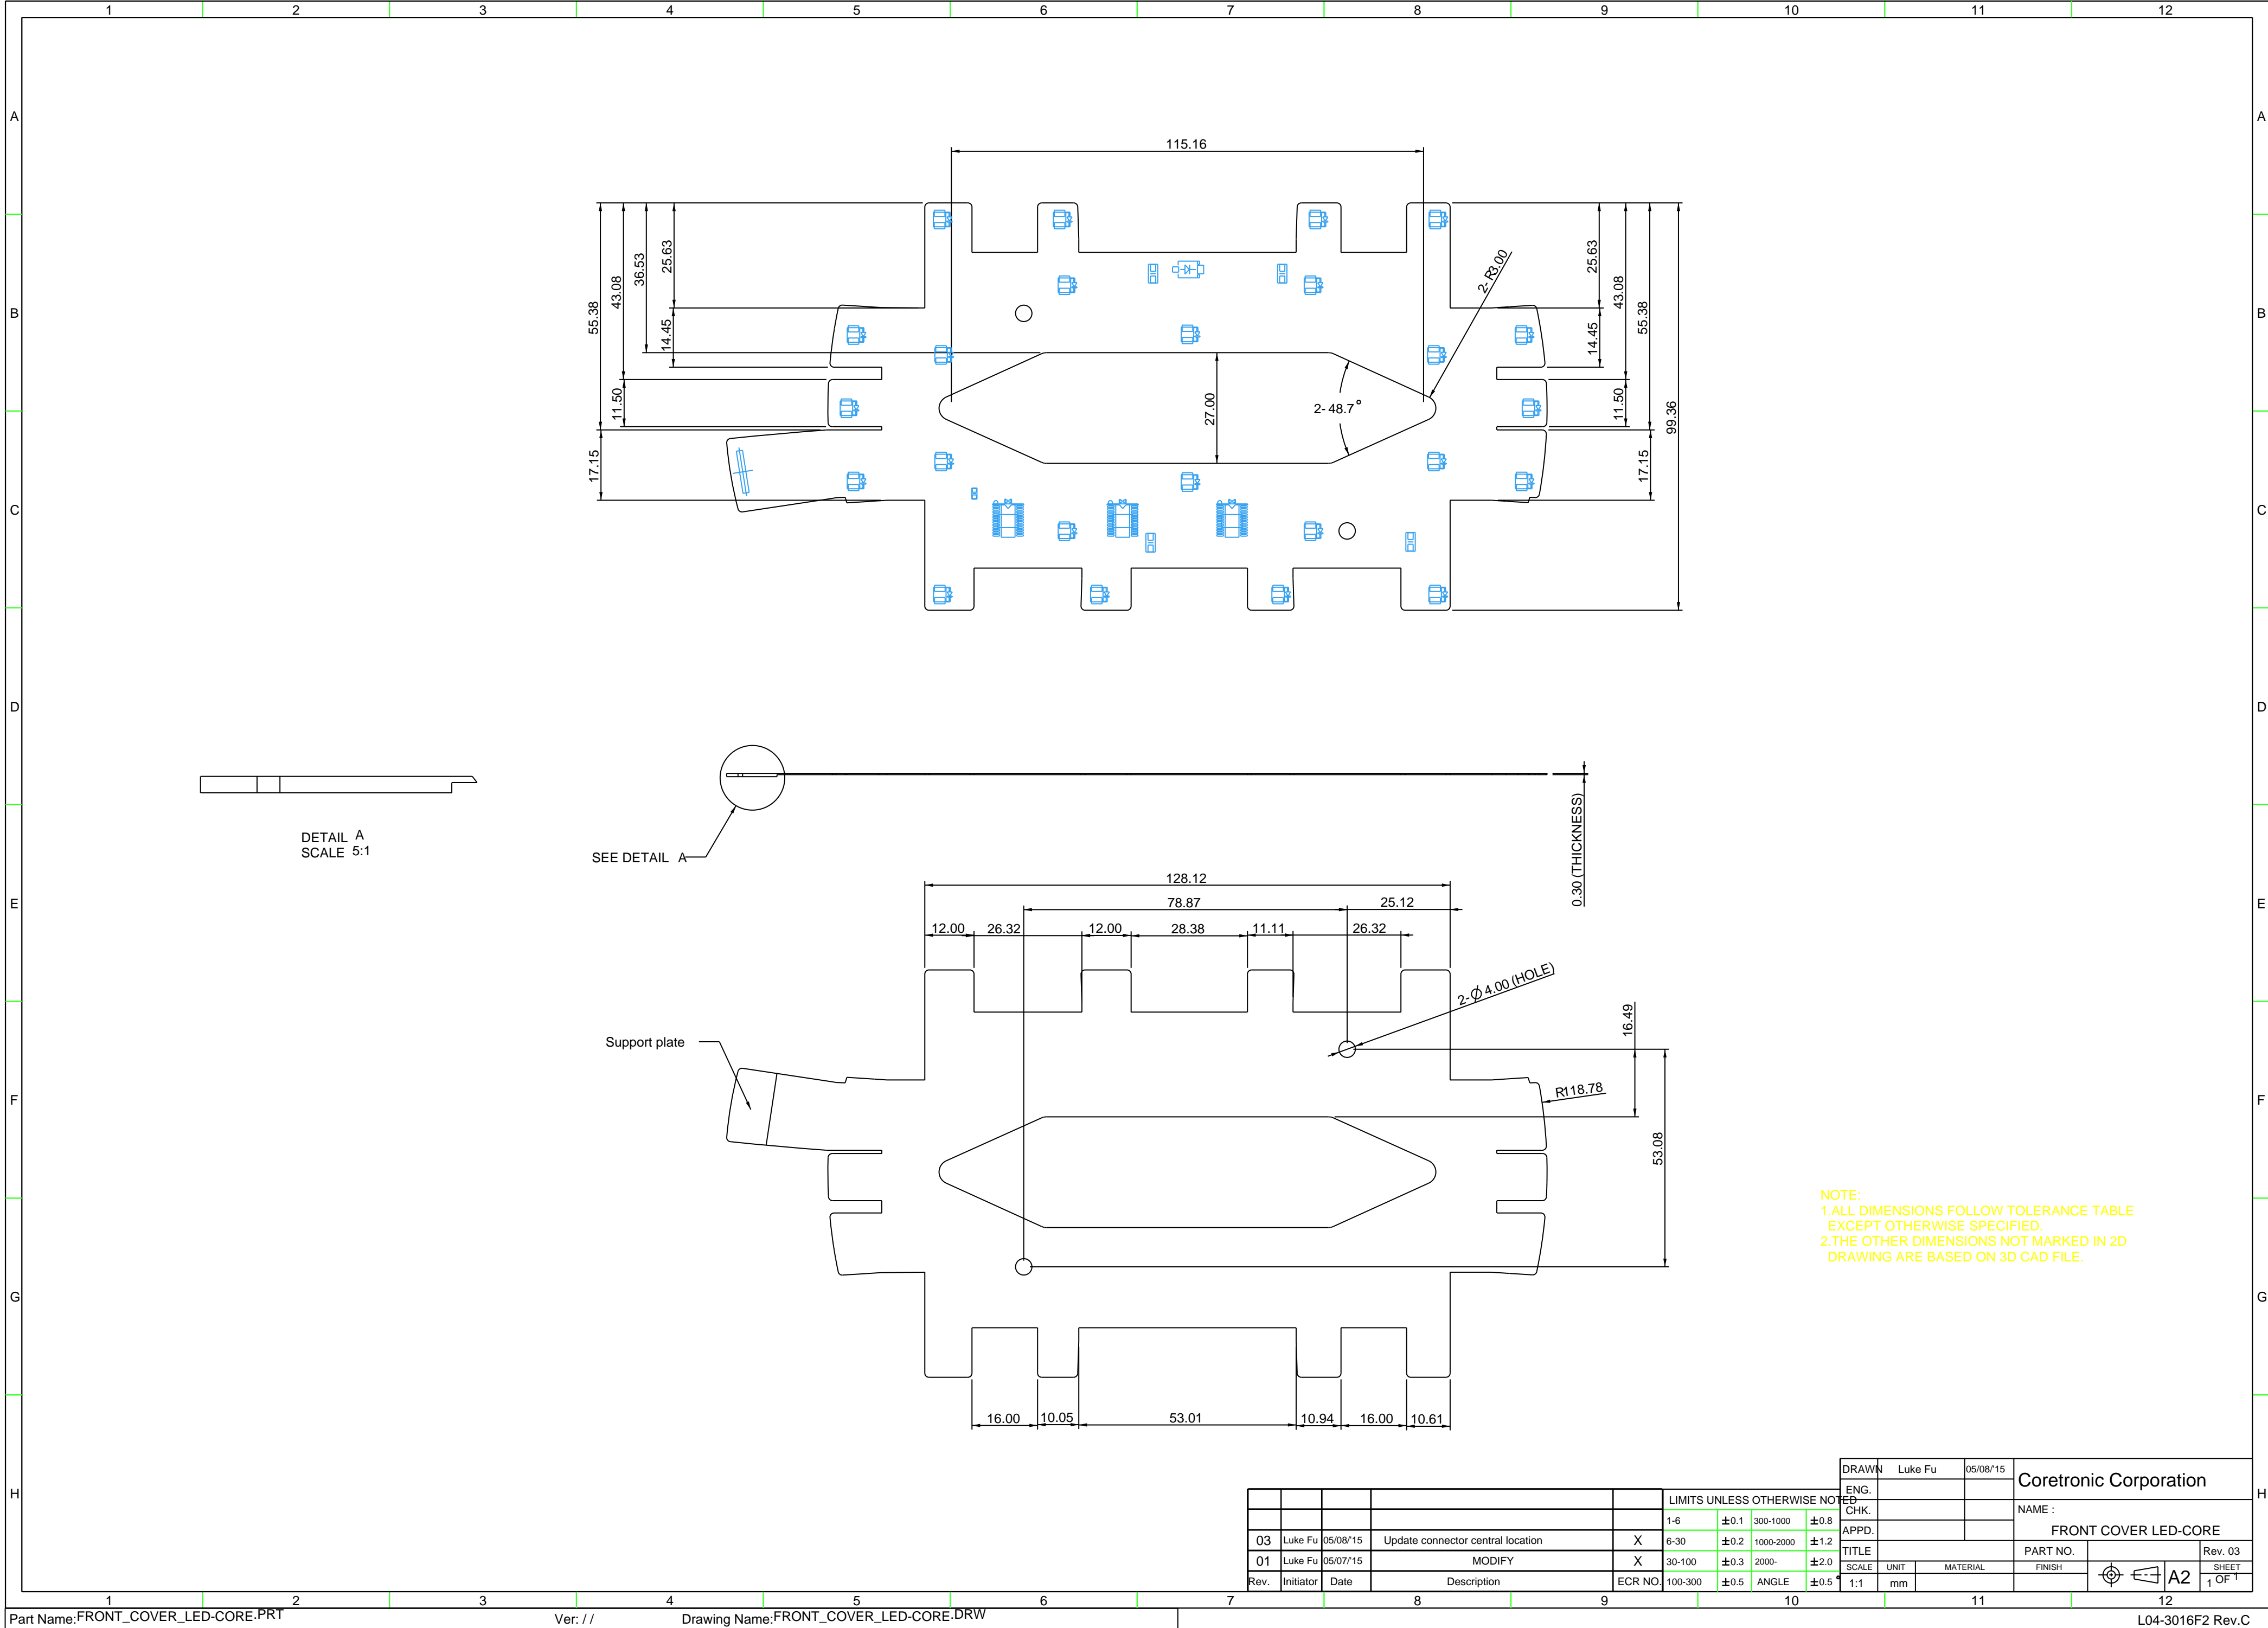 1 2 3 4 5 6 7 8 9 10 11 12
A A
B B
C C
D D
E E
F F
G G
H H
115.16
55.38
43.08
36.53
25.63
14.45
11.50
17.15
27.00
2- 48.7°
2- R3.00
25.63
43.08
55.38
14.45
11.50
99.36
17.15
DETAIL A
SCALE 5:1
SEE DETAIL A
0.30 (THICKNESS)
128.12
78.87 25.12
12.00 26.32 12.00 28.38 11.11 26.32
2-Ø4.00 (HOLE)
16.49
Support plate
R118.78
53.08
16.00 10.05 53.01 10.94 16.00 10.61
NOTE:
1.ALL DIMENSIONS FOLLOW TOLERANCE TABLE
EXCEPT OTHERWISE SPECIFIED.
2.THE OTHER DIMENSIONS NOT MARKED IN 2D
DRAWING ARE BASED ON 3D CAD FILE.
03 Luke Fu 05/08/'15 Update connector central location X
01 Luke Fu 05/07/'15 MODIFY X
Rev. Initiator Date Description ECR NO.
LIMITS UNLESS OTHERWISE NOTED
1-6 ±0.1 300-1000 ±0.8
6-30 ±0.2 1000-2000 ±1.2
30-100 ±0.3 2000- ±2.0
100-300 ±0.5 ANGLE ±0.5°
DRAWN Luke Fu 05/08/'15
ENG.
CHK.
APPD.
TITLE
Coretronic Corporation
NAME :
FRONT COVER LED-CORE
PART NO. Rev. 03
SCALE UNIT MATERIAL FINISH A2 SHEET
1:1 mm 1 OF 1
1 2 3 4 5 6 7 8 9 10 11 12
Part Name:FRONT_COVER_LED-CORE.PRT Ver: / / Drawing Name:FRONT_COVER_LED-CORE.DRW L04-3016F2 Rev.C